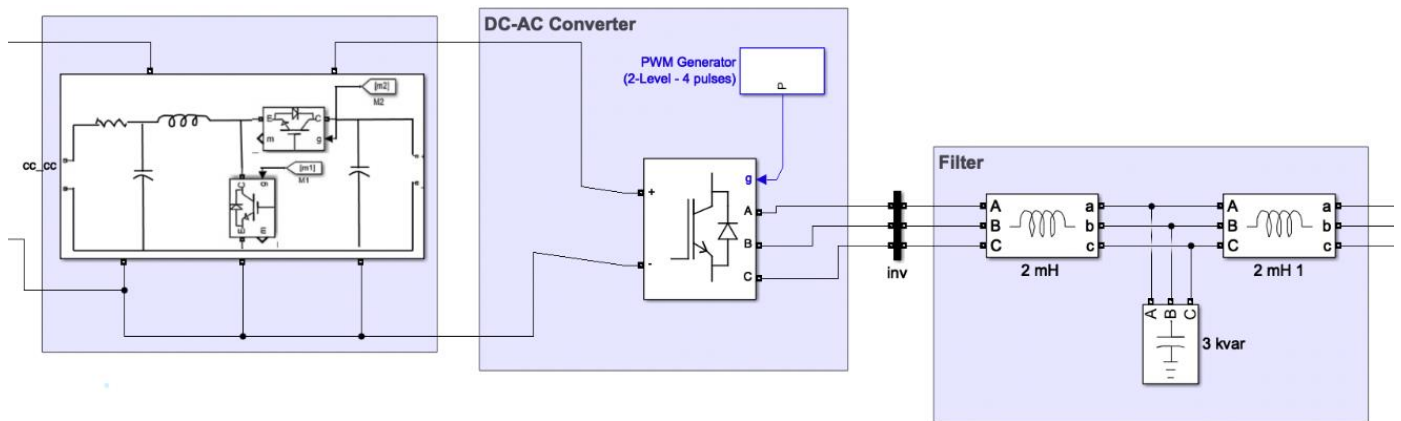 DC-AC Converter
PWM Generator
(2-Level - 4 pulses)
P
[m2]
M2
E
C
m
g
cc_cc
[m1]
M1
C
g
E
m
g
+
A
B
-
C
inv
Filter
A
a
B
b
C
c
2 mH
A
a
B
b
C
c
2 mH 1
A
B
C
3 kvar